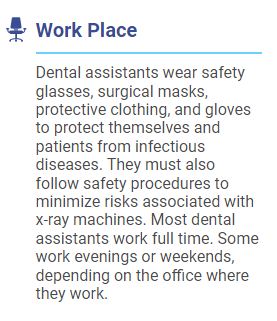 Work Place
Dental assistants wear safety
glasses, surgical masks,
protective clothing, and gloves
to protect themselves and
patients from infectious
diseases. They must also
follow safety procedures to
minimize risks associated with
x-ray machines. Most dental
assistants work full time. Some
work evenings or weekends,
depending on the office where
they work.